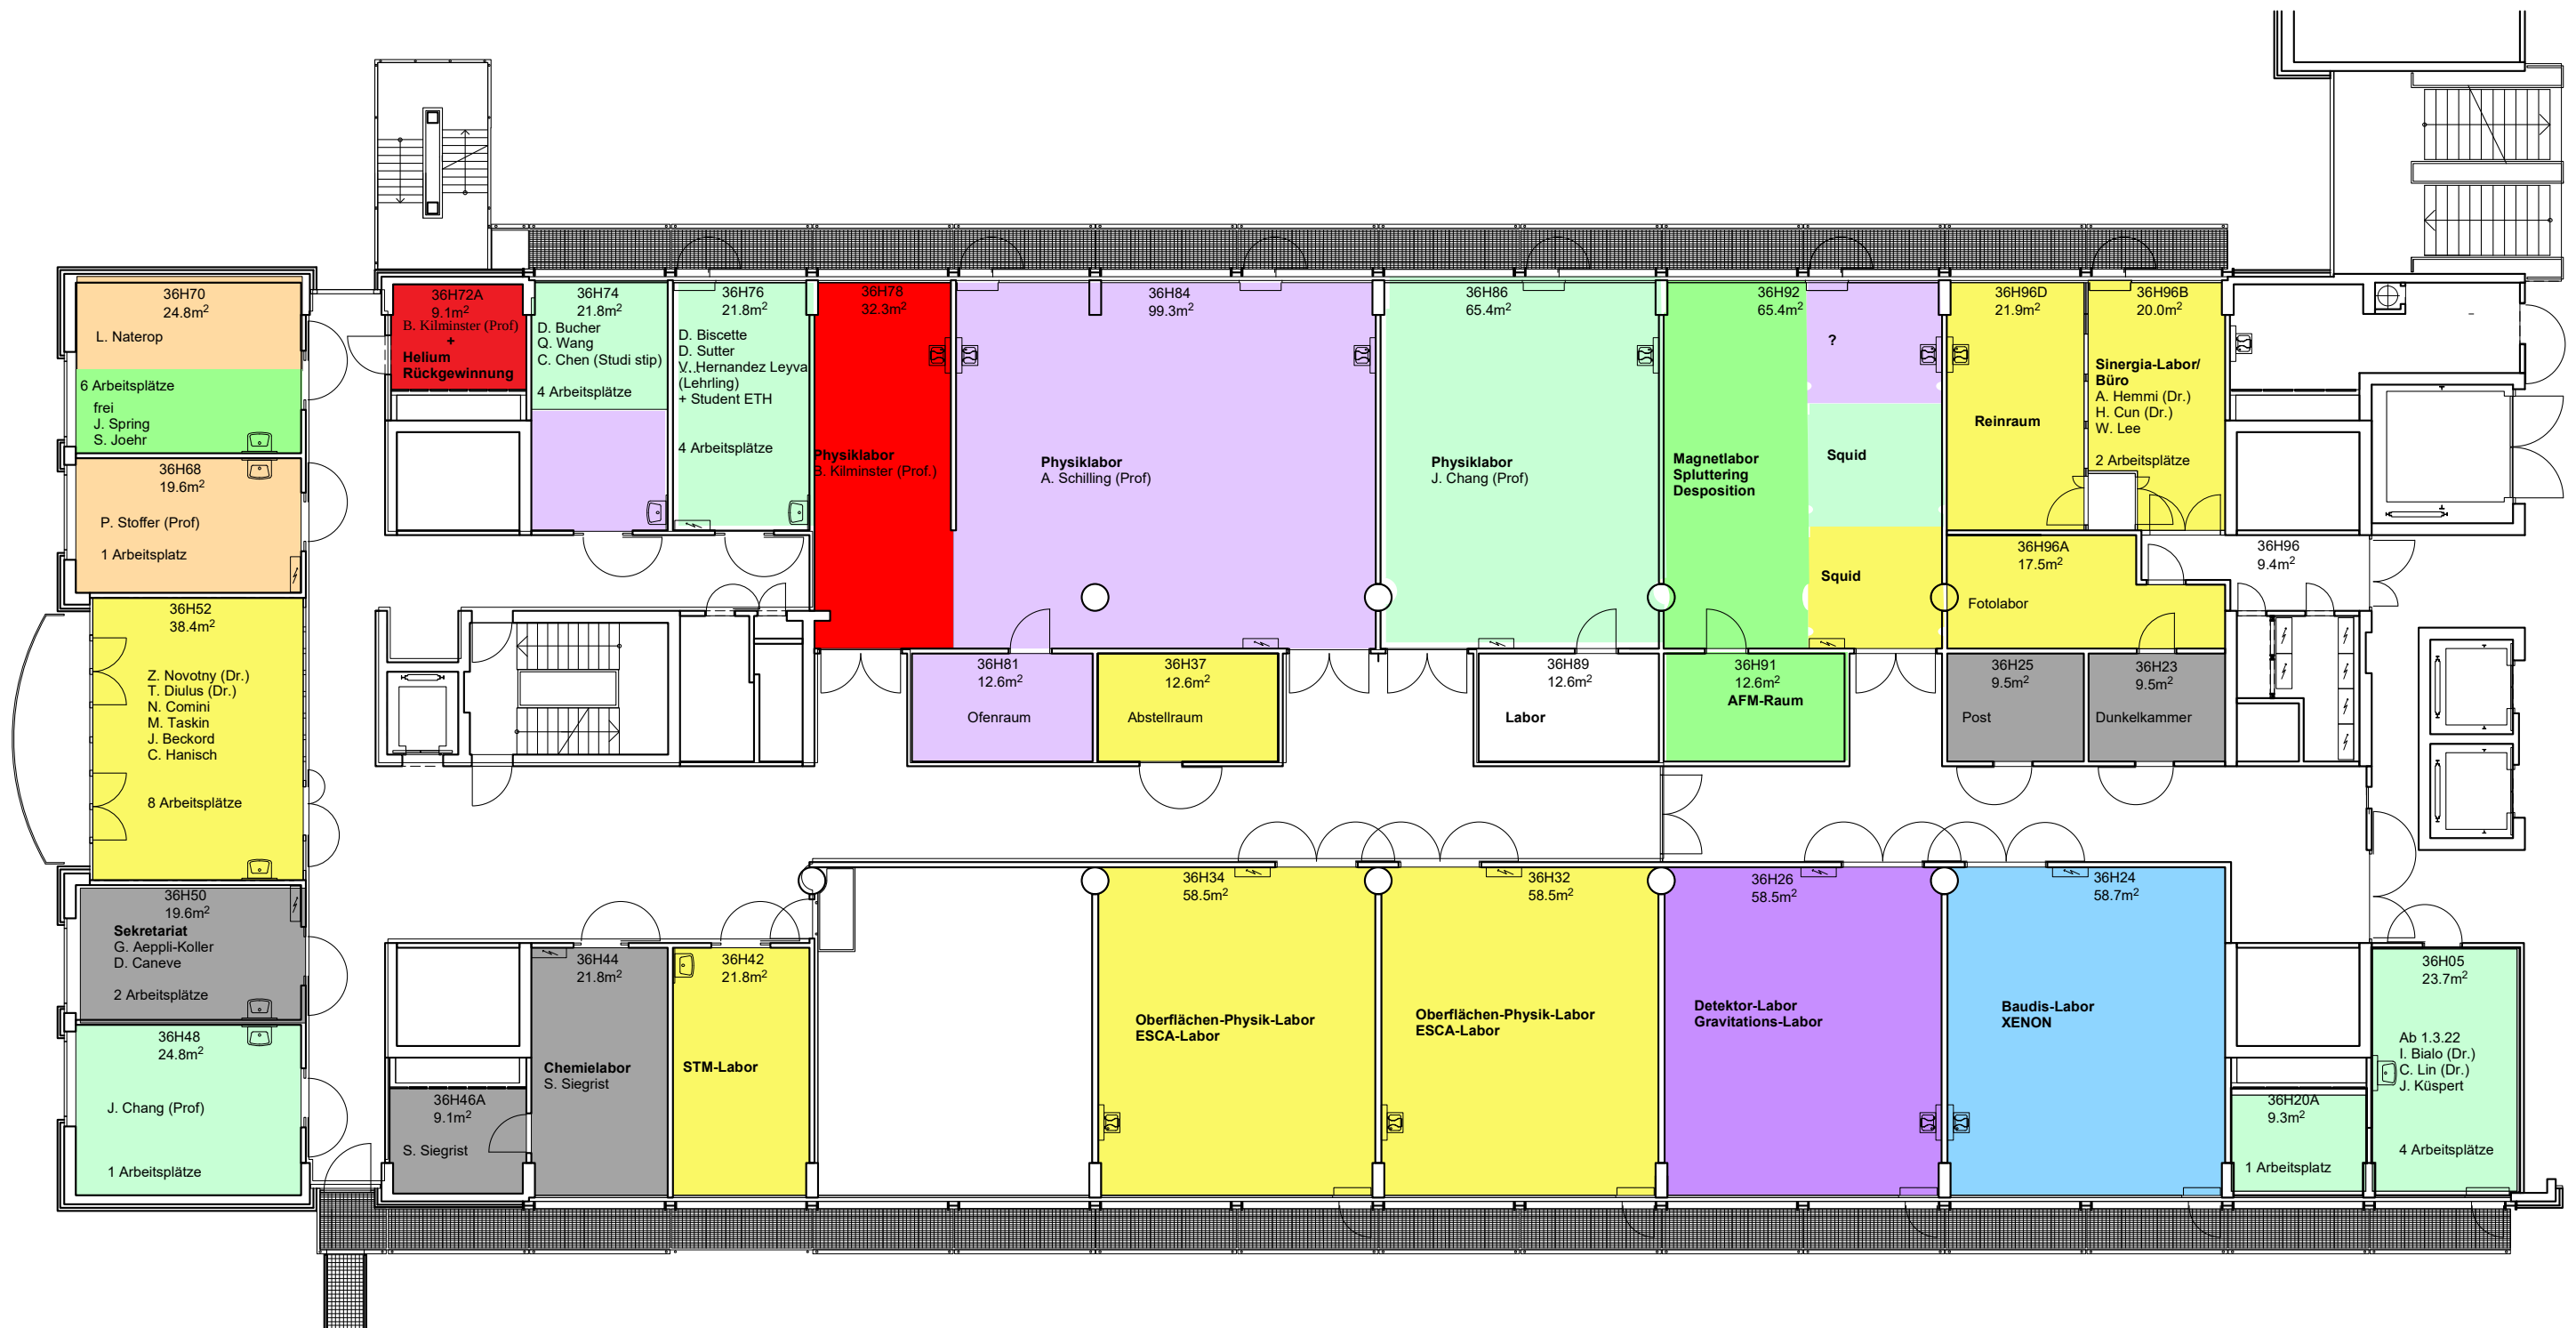 36H70
24.8m²
L. Naterop
6 Arbeitsplätze
frei
J. Spring
S. Joehr
36H68
19.6m²
P. Stoffer (Prof)
1 Arbeitsplatz
36H52
38.4m²
Z. Novotny (Dr.)
T. Diulus (Dr.)
N. Comini
M. Taskin
J. Beckord
C. Hanisch
8 Arbeitsplätze
36H50
19.6m²
Sekretariat
G. Aeppli-Koller
D. Caneve
2 Arbeitsplätze
36H48
24.8m²
J. Chang (Prof)
1 Arbeitsplätze
36H72A
9.1m²
B. Kilminster (Prof)
+
Helium
Rückgewinnung
36H74
21.8m²
D. Bucher
Q. Wang
C. Chen (Studi stip)
4 Arbeitsplätze
36H76
21.8m²
D. Biscette
D. Sutter
V,.Hernandez Leyva
(Lehrling)
+ Student ETH
4 Arbeitsplätze
36H78
32.3m²
Physiklabor
B. Kilminster (Prof.)
36H84
99.3m²
Physiklabor
A. Schilling (Prof)
36H86
65.4m²
Physiklabor
J. Chang (Prof)
36H92
65.4m²
?
Magnetlabor
Spluttering
Desposition
Squid
Squid
36H96D
21.9m²
Reinraum
36H96B
20.0m²
Sinergia-Labor/
Büro
A. Hemmi (Dr.)
H. Cun (Dr.)
W. Lee
2 Arbeitsplätze
36H96A
17.5m²
Fotolabor
36H96
9.4m²
36H81
12.6m²
Ofenraum
36H37
12.6m²
Abstellraum
36H89
12.6m²
Labor
36H91
12.6m²
AFM-Raum
36H25
9.5m²
Post
36H23
9.5m²
Dunkelkammer
36H46A
9.1m²
S. Siegrist
36H44
21.8m²
Chemielabor
S. Siegrist
36H42
21.8m²
STM-Labor
36H34
58.5m²
Oberflächen-Physik-Labor
ESCA-Labor
36H32
58.5m²
Oberflächen-Physik-Labor
ESCA-Labor
36H26
58.5m²
Detektor-Labor
Gravitations-Labor
36H24
58.7m²
Baudis-Labor
XENON
36H20A
9.3m²
1 Arbeitsplatz
36H05
23.7m²
Ab 1.3.22
I. Bialo (Dr.)
C. Lin (Dr.)
J. Küspert
4 Arbeitsplätze